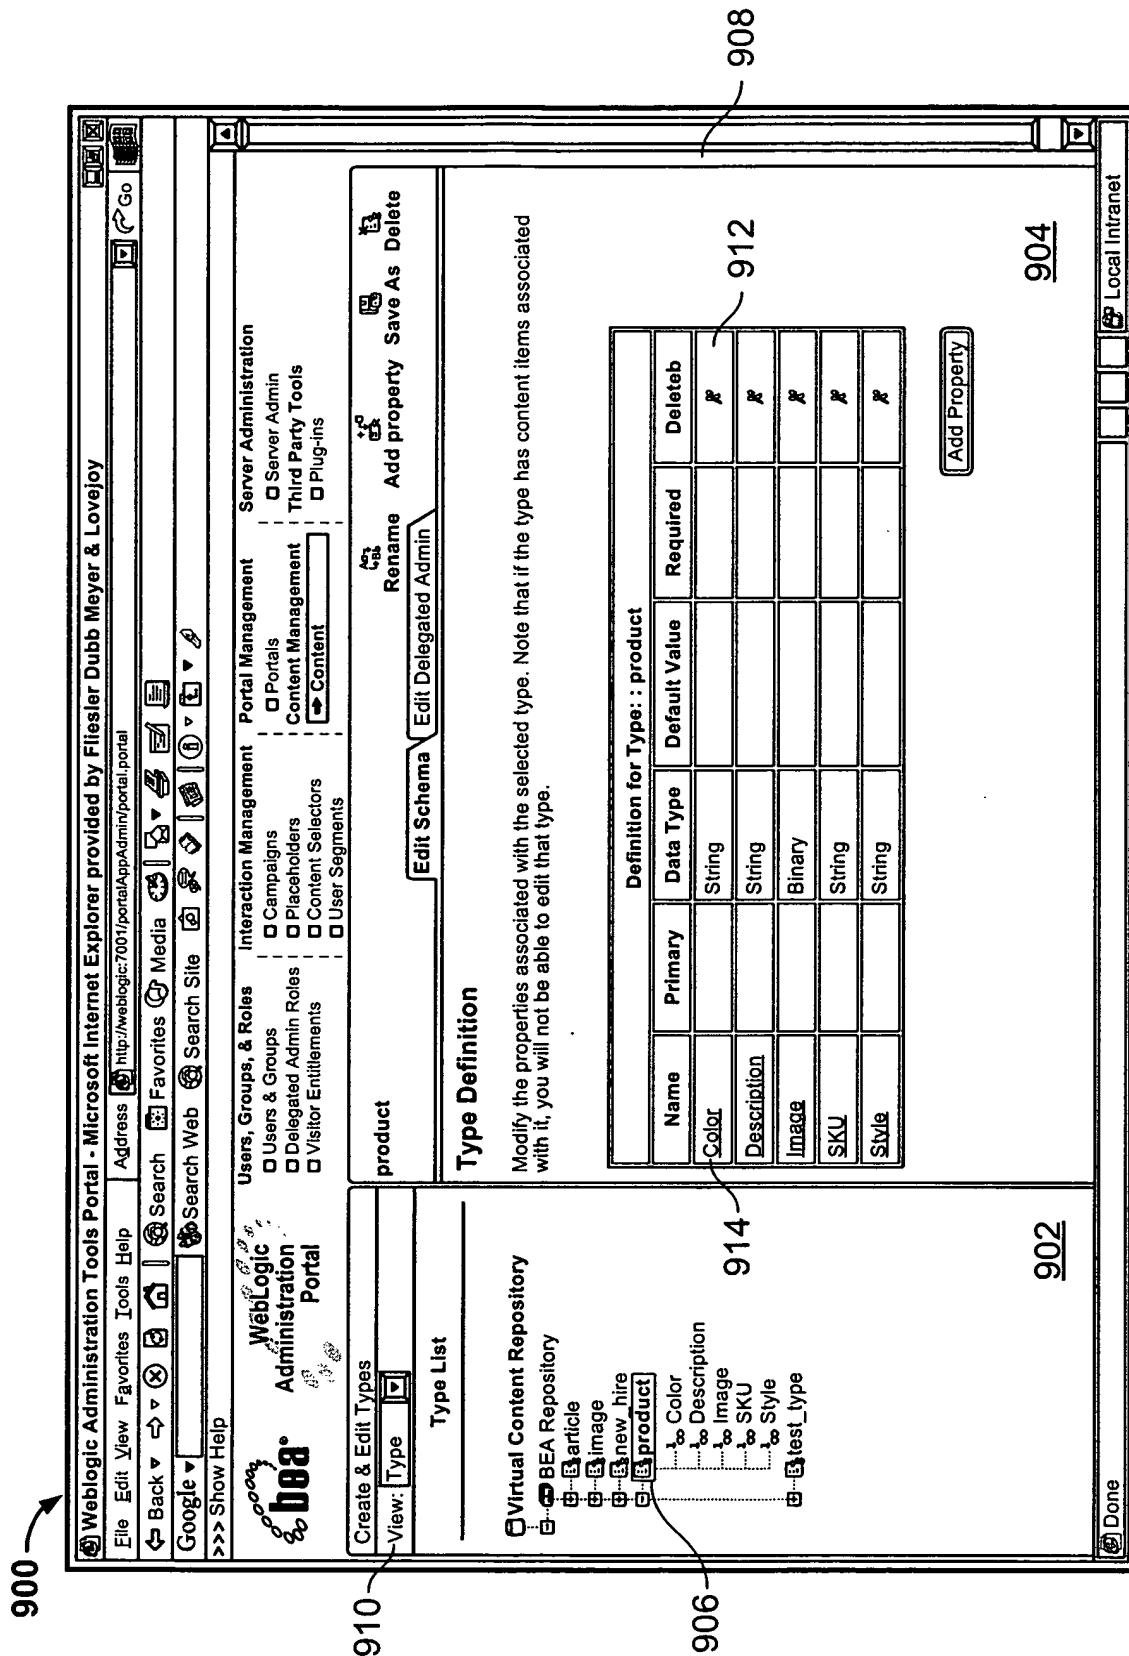 900
Weblogic Administration Tools Portal - Microsoft Internet Explorer provided by Fliesler Dubb Meyer & Lovejoy
File Edit View Favorites Tools Help
Address http://weblogic:7001/portalAppAdmin/portal.portal Go
Back Search Favorites Media
Google Search Web Search Site
>>> Show Help
bea
WebLogic
Administration
Portal
Users, Groups, & Roles
Users & Groups
Delegated Admin Roles
Visitor Entitlements
Interaction Management
Campaigns
Placeholders
Content Selectors
User Segments
Portal Management
Portals
Content Management
Content
Server Administration
Server Admin
Third Party Tools
Plug-ins
Create & Edit Types
View: Type
910
Type List
Virtual Content Repository
BEA Repository
article
image
new_hire
product
Color
Description
Image
SKU
Style
test_type
906
902
product
Rename Add property Save As Delete
Edit Schema Edit Delegated Admin
908
Type Definition
Modify the properties associated with the selected type. Note that if the type has content items associated
with it, you will not be able to edit that type.
Definition for Type: : product
Name Primary Data Type Default Value Required Deleteb
Color String
Description String
Image Binary
SKU String
Style String
912
914
Add Property
904
Done Local Intranet